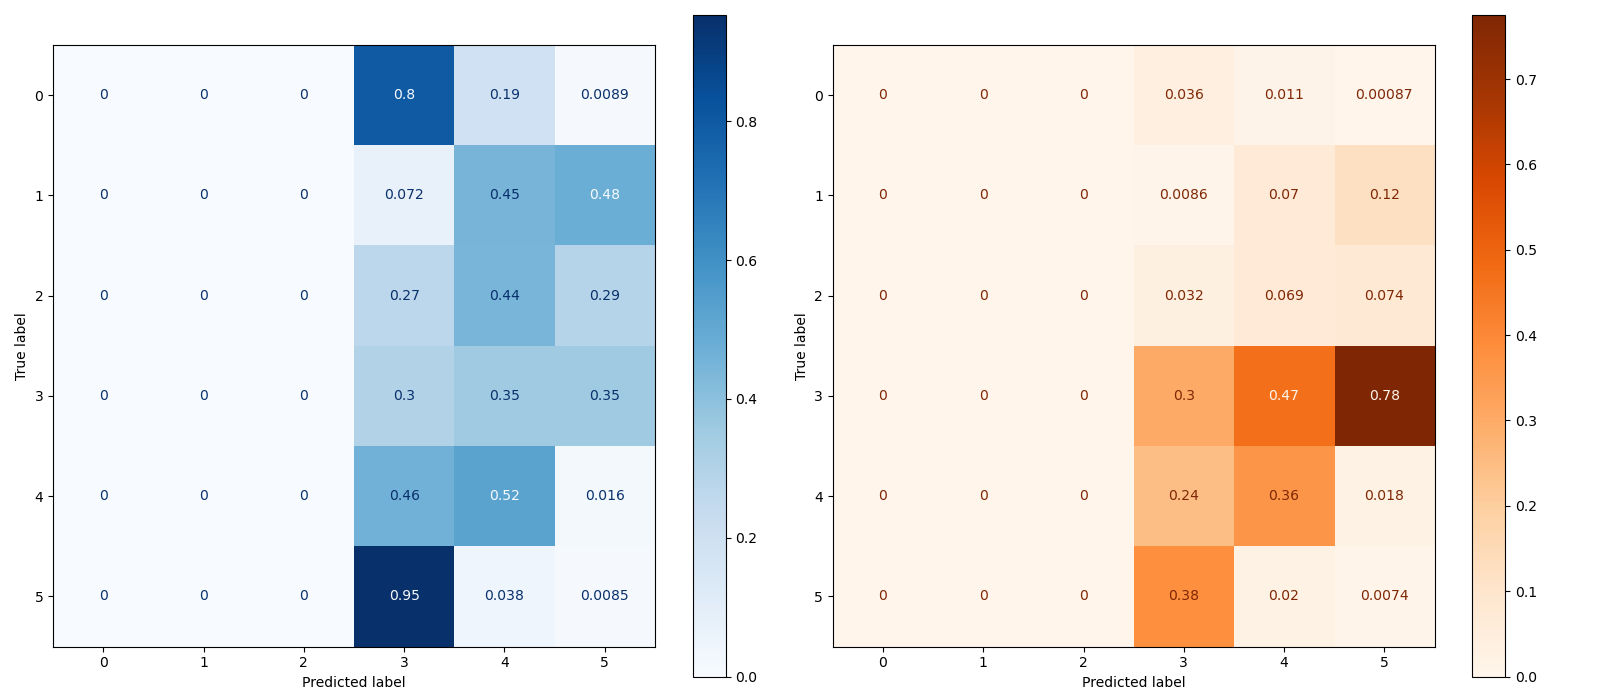 0 0 0 0 0.8 0.19 0.0089
1 0 0 0 0.072 0.45 0.48
2 0 0 0 0.27 0.44 0.29
3 0 0 0 0.3 0.35 0.35
4 0 0 0 0.46 0.52 0.016
5 0 0 0 0.95 0.038 0.0085
0 1 2 3 4 5
True label
Predicted label
0.8
0.6
0.4
0.2
0.0
0 0 0 0 0.036 0.011 0.00087
1 0 0 0 0.0086 0.07 0.12
2 0 0 0 0.032 0.069 0.074
3 0 0 0 0.3 0.47 0.78
4 0 0 0 0.24 0.36 0.018
5 0 0 0 0.38 0.02 0.0074
0 1 2 3 4 5
True label
Predicted label
0.7
0.6
0.5
0.4
0.3
0.2
0.1
0.0